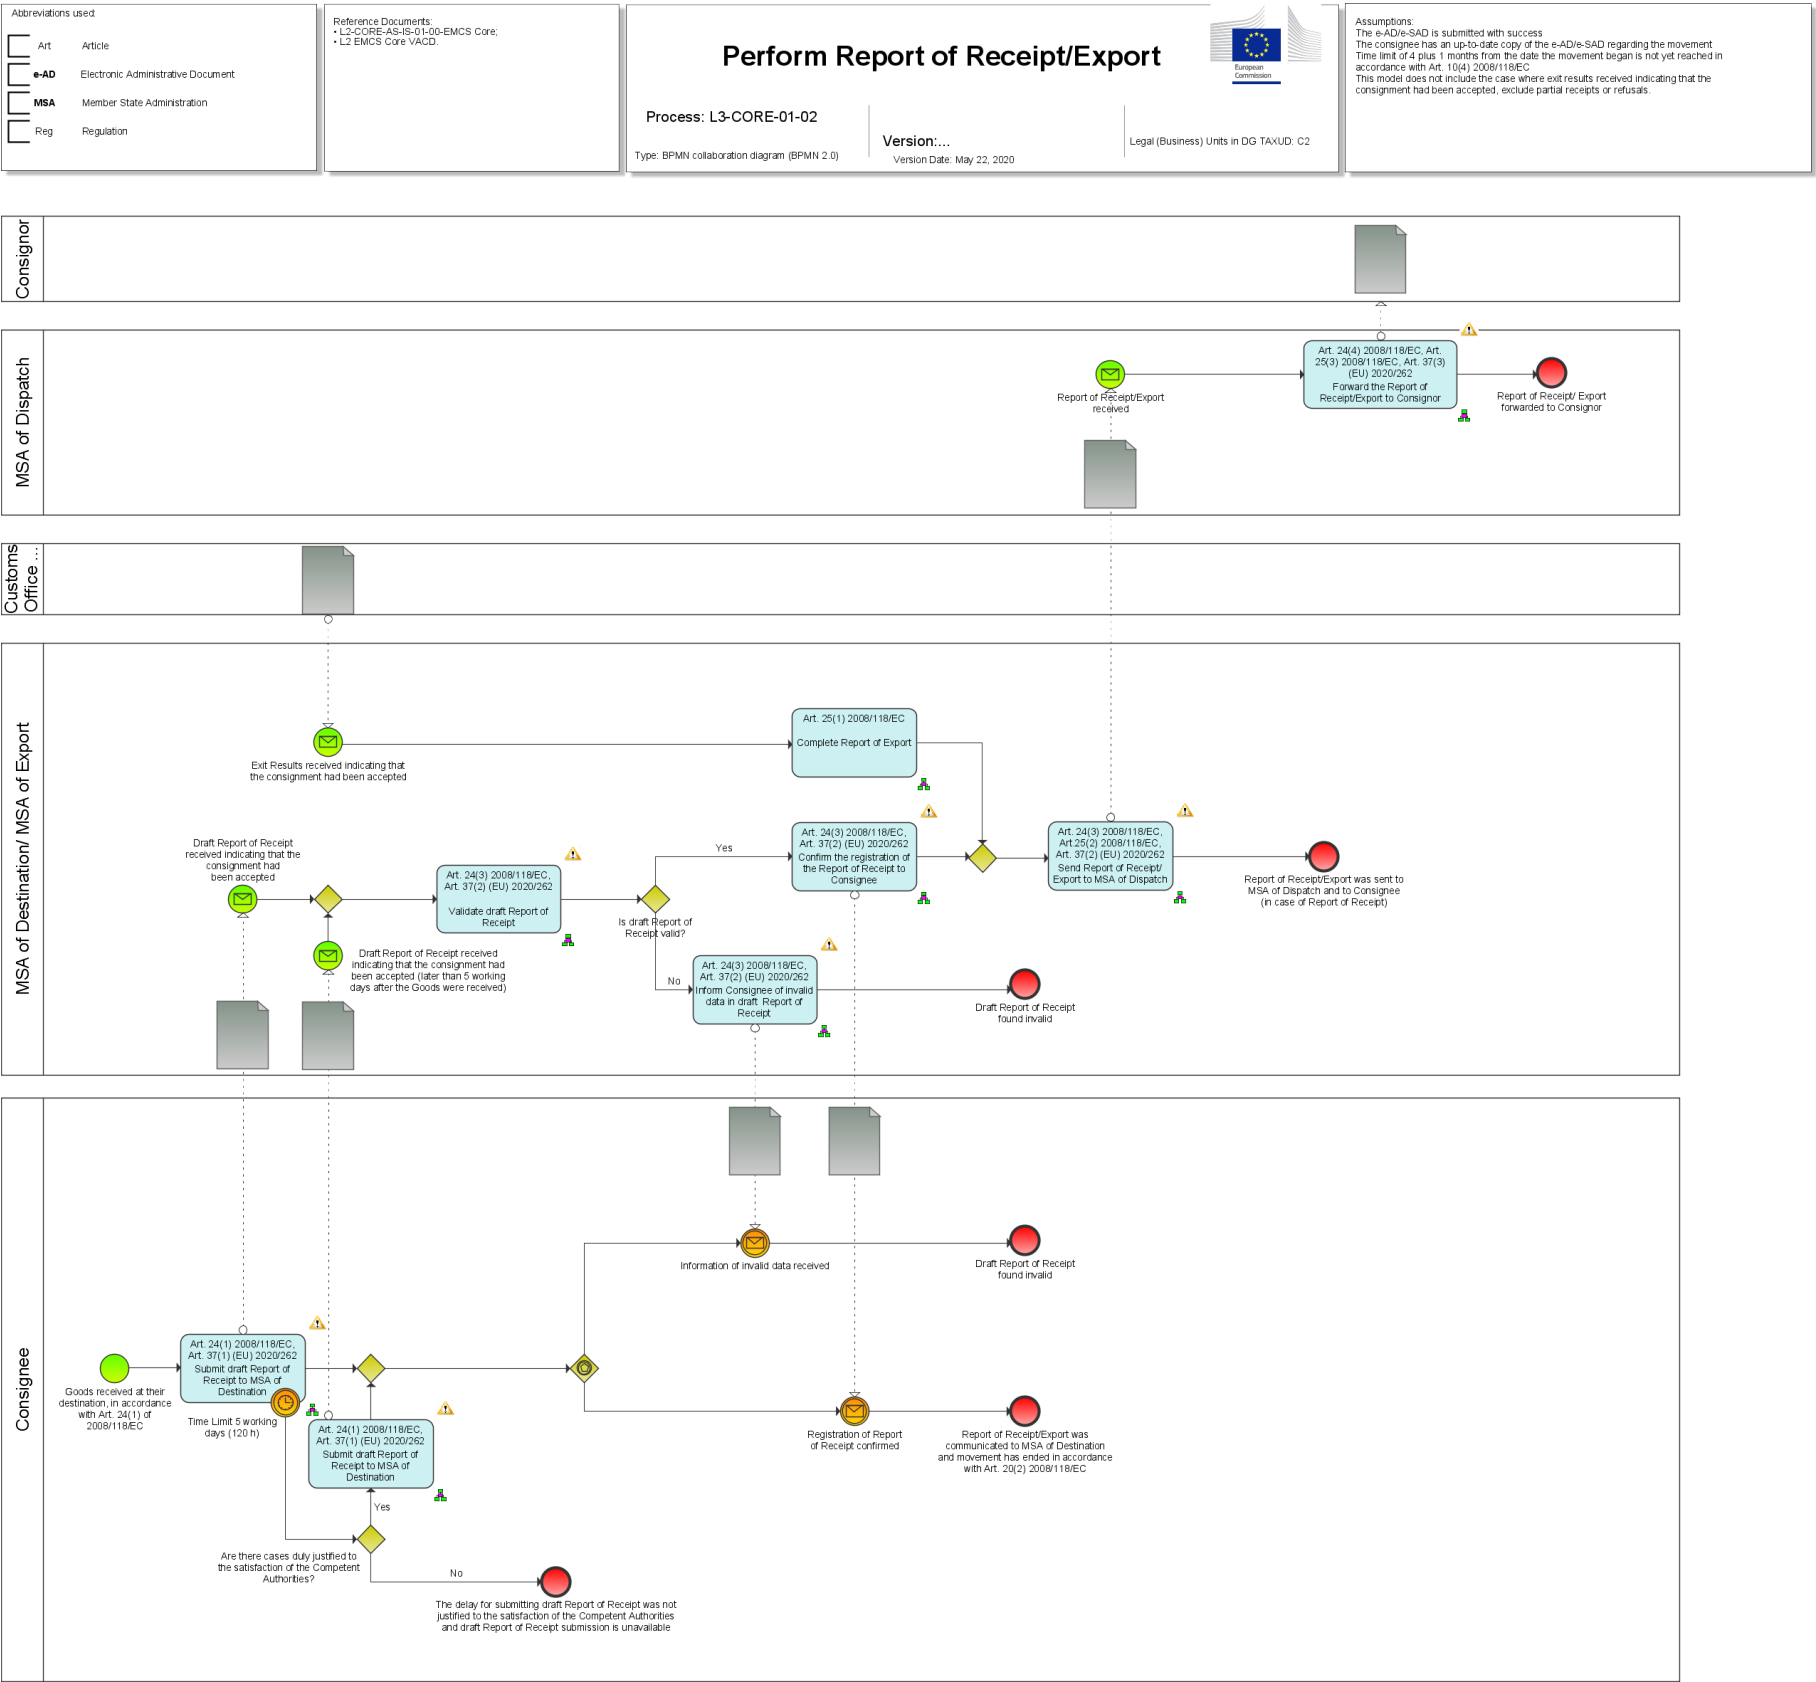 Abbreviations used:
Art Article
e-AD Electronic Administrative Document
MSA Member State Administration
Reg Regulation
Reference Documents:
• L2-CORE-AS-IS-01-00-EMCS Core;
• L2 EMCS Core VACD.
Perform Report of Receipt/Export
European
Commission
Process: L3-CORE-01-02
Type: BPMN collaboration diagram (BPMN 2.0)
Version:...
Version Date: May 22, 2020
Legal (Business) Units in DG TAXUD: C2
Assumptions:
The e-AD/e-SAD is submitted with success
The consignee has an up-to-date copy of the e-AD/e-SAD regarding the movement
Time limit of 4 plus 1 months from the date the movement began is not yet reached in
accordance with Art. 10(4) 2008/118/EC
This model does not include the case where exit results received indicating that the
consignment had been accepted, exclude partial receipts or refusals.
Consignor
MSA of Dispatch
Report of Receipt/Export
received
Art. 24(4) 2008/118/EC, Art.
25(3) 2008/118/EC, Art. 37(3)
(EU) 2020/262
Forward the Report of
Receipt/Export to Consignor
Report of Receipt/ Export
forwarded to Consignor
Customs
Office ...
MSA of Destination/ MSA of Export
Exit Results received indicating that
the consignment had been accepted
Art. 25(1) 2008/118/EC
Complete Report of Export
Draft Report of Receipt
received indicating that the
consignment had
been accepted
Draft Report of Receipt received
indicating that the consignment had
been accepted (later than 5 working
days after the Goods were received)
Art. 24(3) 2008/118/EC,
Art. 37(2) (EU) 2020/262
Validate draft Report of
Receipt
Is draft Report of
Receipt valid?
Yes
No
Art. 24(3) 2008/118/EC,
Art. 37(2) (EU) 2020/262
Confirm the registration of
the Report of Receipt to
Consignee
Art. 24(3) 2008/118/EC,
Art. 37(2) (EU) 2020/262
Inform Consignee of invalid
data in draft Report of
Receipt
Art. 24(3) 2008/118/EC,
Art.25(2) 2008/118/EC,
Art. 37(2) (EU) 2020/262
Send Report of Receipt/
Export to MSA of Dispatch
Report of Receipt/Export was sent to
MSA of Dispatch and to Consignee
(in case of Report of Receipt)
Draft Report of Receipt
found invalid
Consignee
Goods received at their
destination, in accordance
with Art. 24(1) of
2008/118/EC
Art. 24(1) 2008/118/EC,
Art. 37(1) (EU) 2020/262
Submit draft Report of
Receipt to MSA of
Destination
Time Limit 5 working
days (120 h)
Art. 24(1) 2008/118/EC,
Art. 37(1) (EU) 2020/262
Submit draft Report of
Receipt to MSA of
Destination
Yes
Are there cases duly justified to
the satisfaction of the Competent
Authorities?
No
The delay for submitting draft Report of Receipt was not
justified to the satisfaction of the Competent Authorities
and draft Report of Receipt submission is unavailable
Information of invalid data received
Draft Report of Receipt
found invalid
Registration of Report
of Receipt confirmed
Report of Receipt/Export was
communicated to MSA of Destination
and movement has ended in accordance
with Art. 20(2) 2008/118/EC